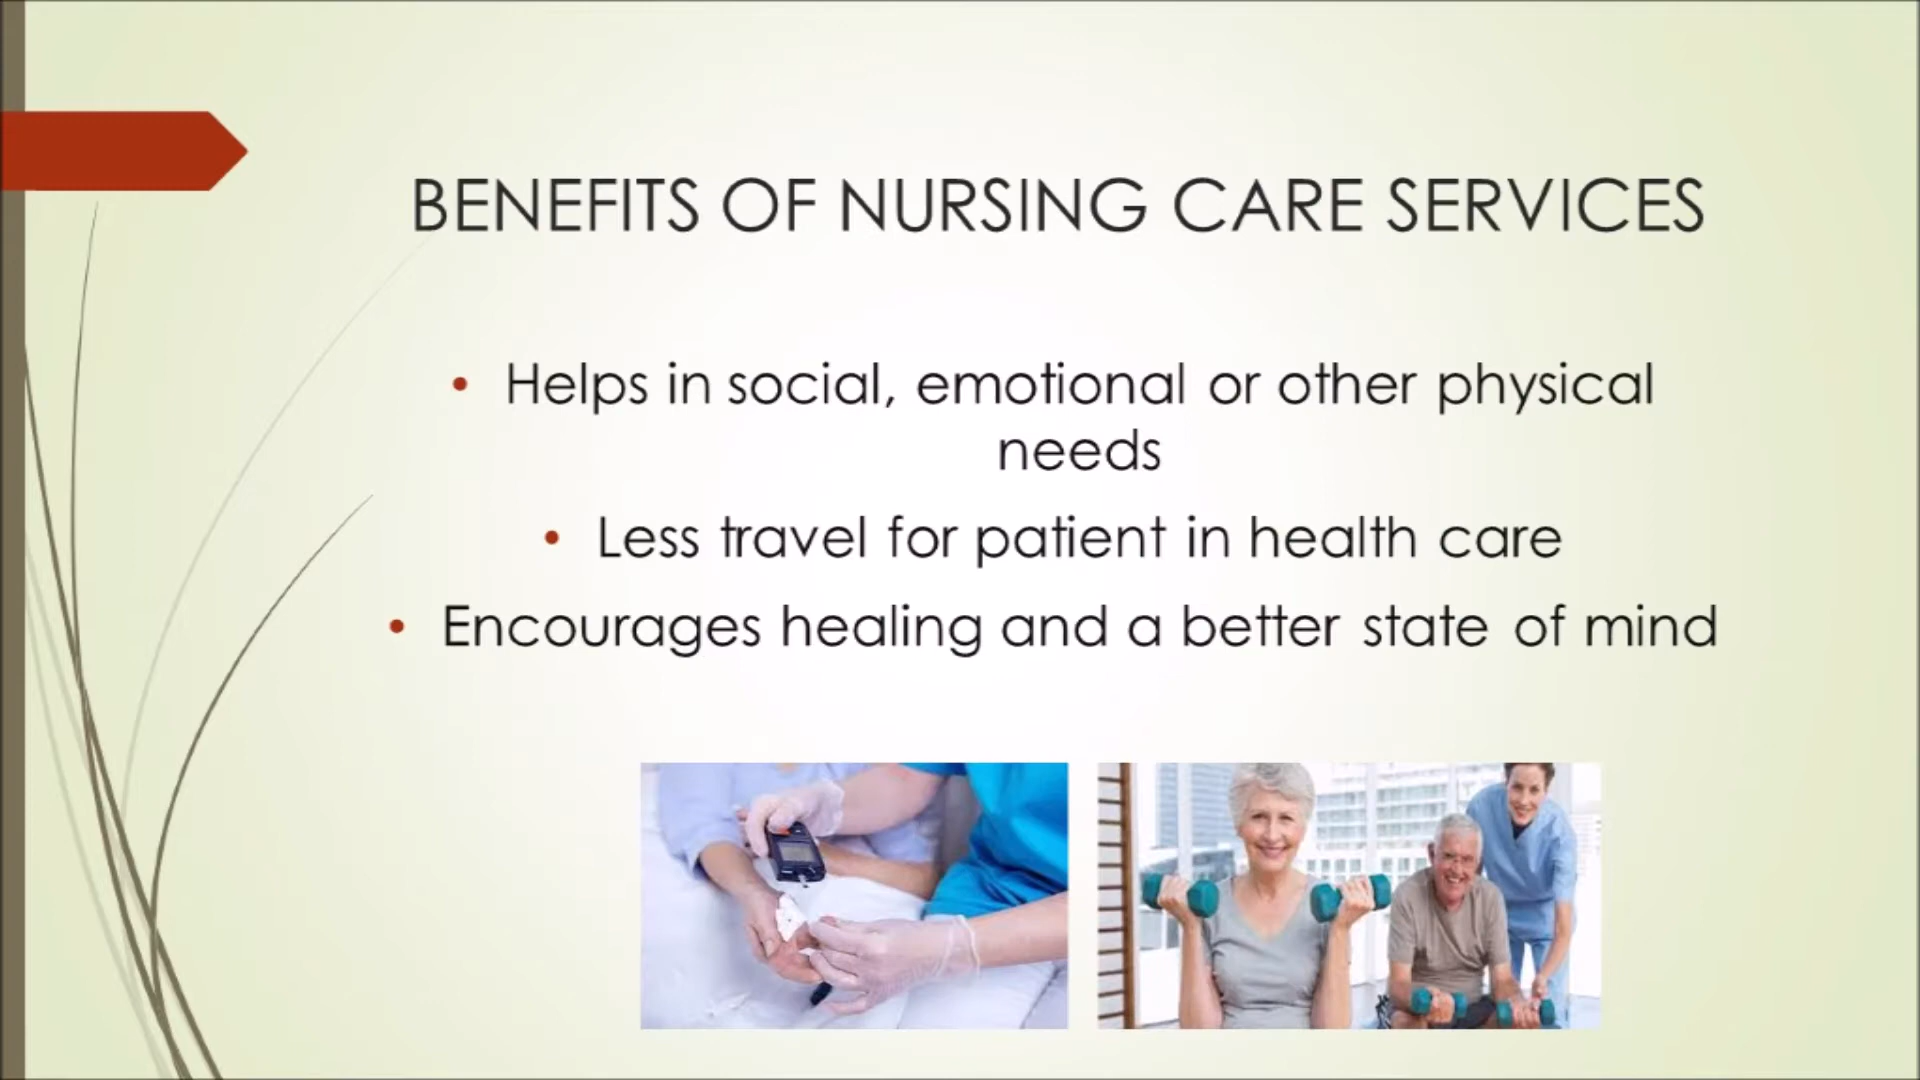 BENEFITS OF NURSING CARE SERVICES
• Helps in social, emotional or other physical
needs
• Less travel for patient in health care
• Encourages healing and a better state of mind